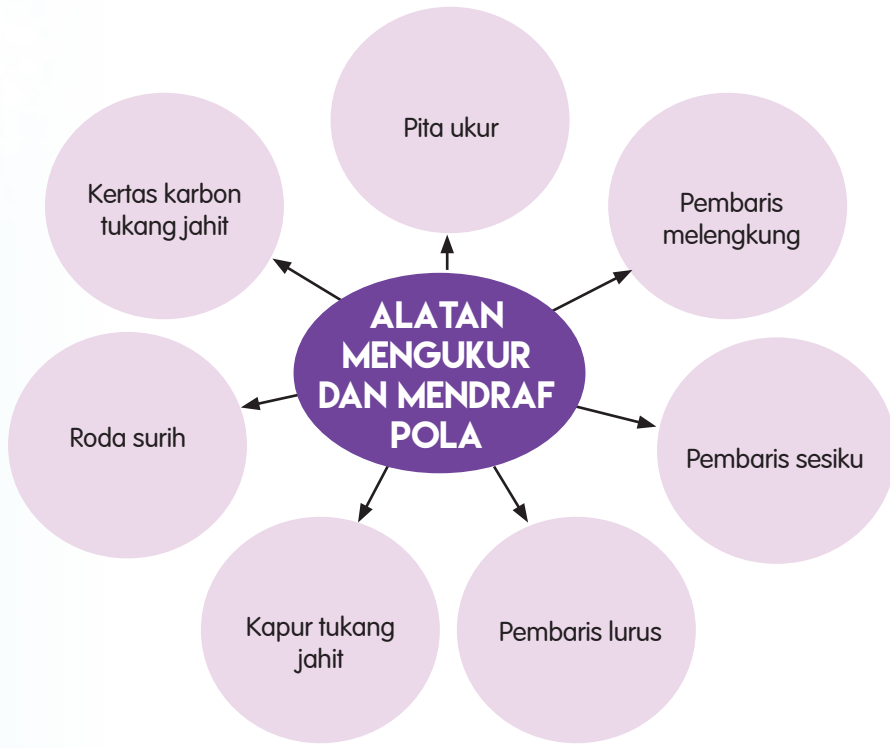 Pita ukur
Kertas karbon
tukang jahit
Pembaris
melengkung
ALATAN
MENGUKUR
DAN MENDRAF
POLA
Roda surih
Pembaris sesiku
Kapur tukang
jahit
Pembaris lurus